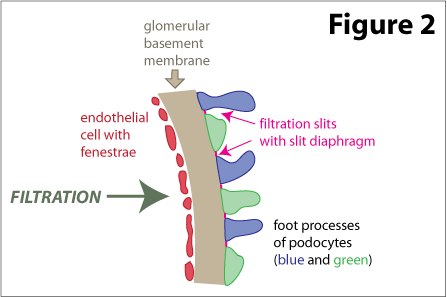 Figure 2
glomerular
basement
membrane
endothelial
cell with
fenestrae
filtration slits
with slit diaphragm
FILTRATION
foot processes
of podocytes
(blue and green)